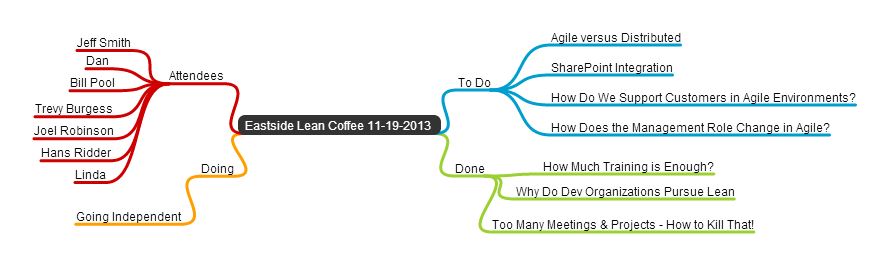 Eastside Lean Coffee 11-19-2013
Attendees
Jeff Smith
Dan
Bill Pool
Trevy Burgess
Joel Robinson
Hans Ridder
Linda
Doing
Going Independent
To Do
Agile versus Distributed
SharePoint Integration
How Do We Support Customers in Agile Environments?
How Does the Management Role Change in Agile?
Done
How Much Training is Enough?
Why Do Dev Organizations Pursue Lean
Too Many Meetings & Projects - How to Kill That!